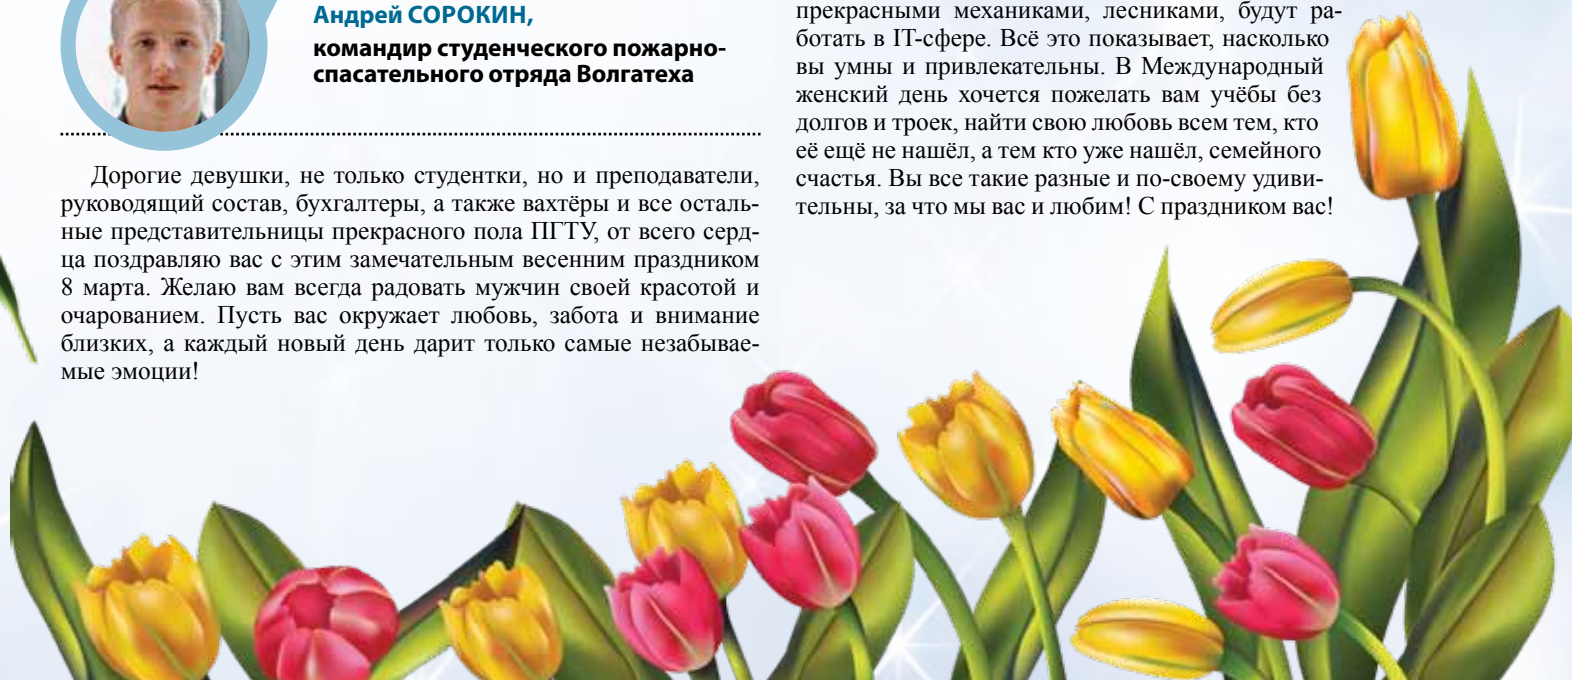 Андрей СОРОКИН,
командир студенческого пожарно-
спасательного отряда Волгатеха
Дорогие девушки, не только студентки, но и преподаватели,
руководящий состав, бухгалтеры, а также вахтёры и все осталь-
ные представительницы прекрасного пола ПГТУ, от всего серд-
ца поздравляю вас с этим замечательным весенним праздником
8 марта. Желаю вам всегда радовать мужчин своей красотой и
очарованием. Пусть вас окружает любовь, забота и внимание
близких, а каждый новый день дарит только самые незабывае-
мые эмоции!
прекрасными механиками, лесниками, будут ра-
ботать в IT-сфере. Всё это показывает, насколько
вы умны и привлекательны. В Международный
женский день хочется пожелать вам учёбы без
долгов и троек, найти свою любовь всем тем, кто
её ещё не нашёл, а тем кто уже нашёл, семейного
счастья. Вы все такие разные и по-своему удиви-
тельны, за что мы вас и любим! С праздником вас!